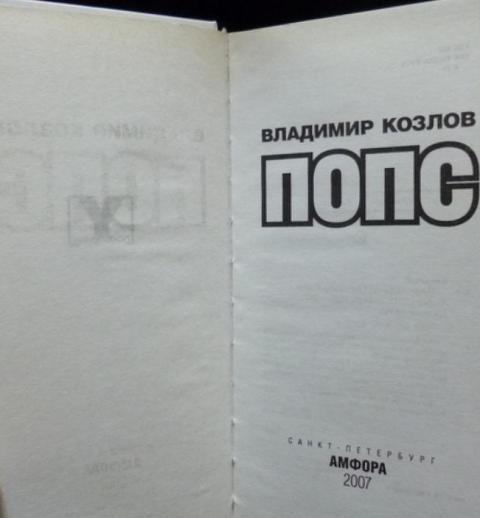 ВЛАДИМИР КОЗЛОВ
ПОПС
САНКТ-ПЕТЕРБУРГ
АМФОРА
2007